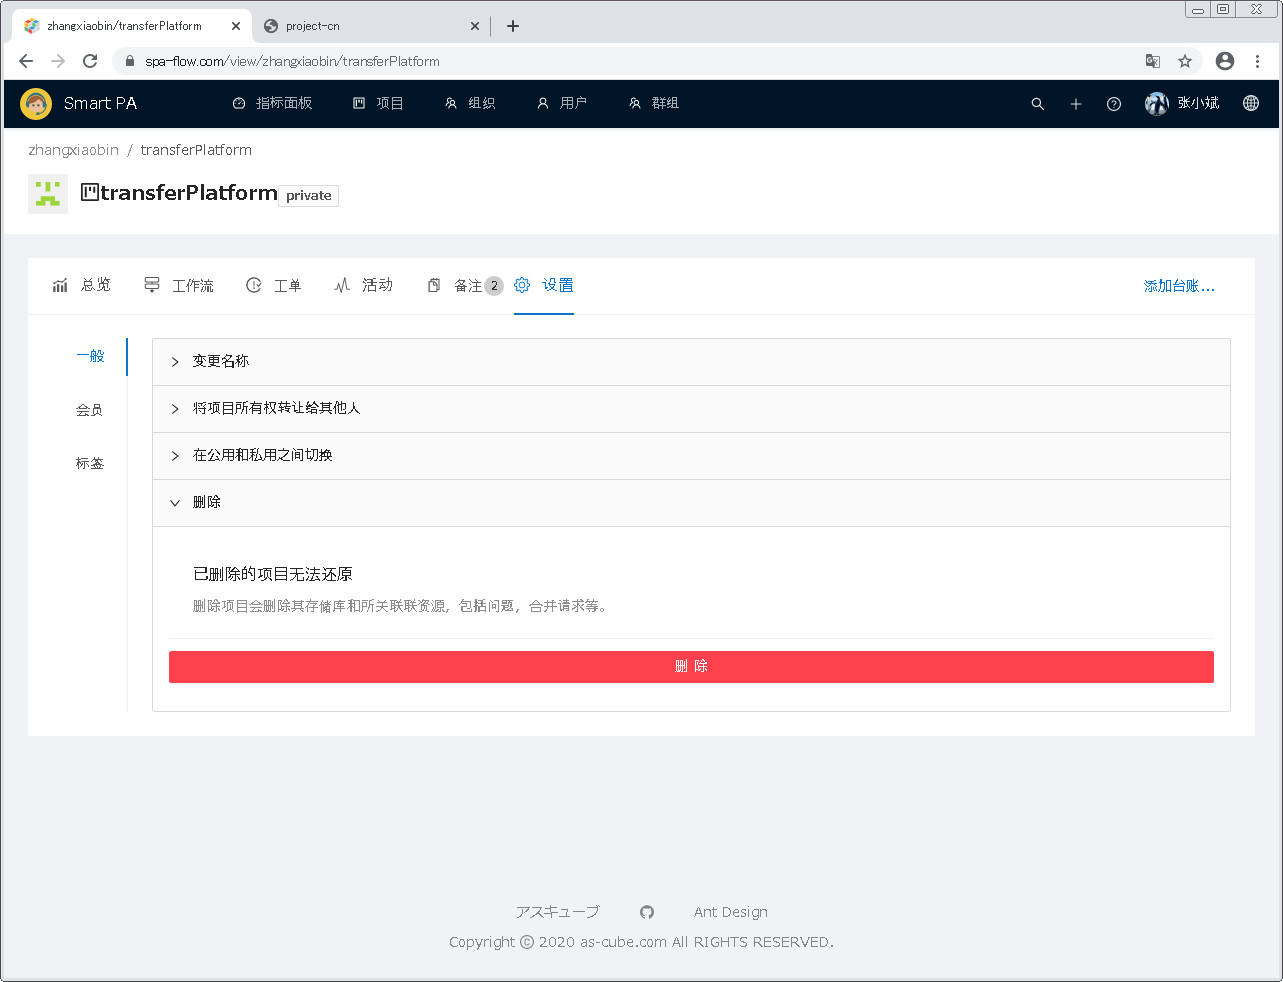 zhangxiaobin/transferPlatform
project-cn
spa-flow.com/view/zhangxiaobin/transferPlatform
Smart PA 指标面板 项目 组织 用户 群组 张小斌
zhangxiaobin / transferPlatform
transferPlatform private
总览 工作流 工单 活动 备注 2 设置 添加台账...
一般
会员
标签
变更名称
将项目所有权转让给其他人
在公用和私用之间切换
删除
已删除的项目无法还原
删除项目会删除其存储库和所关联联资源，包括问题，合并请求等。
删 除
アスキューブ Ant Design
Copyright © 2020 as-cube.com All RIGHTS RESERVED.